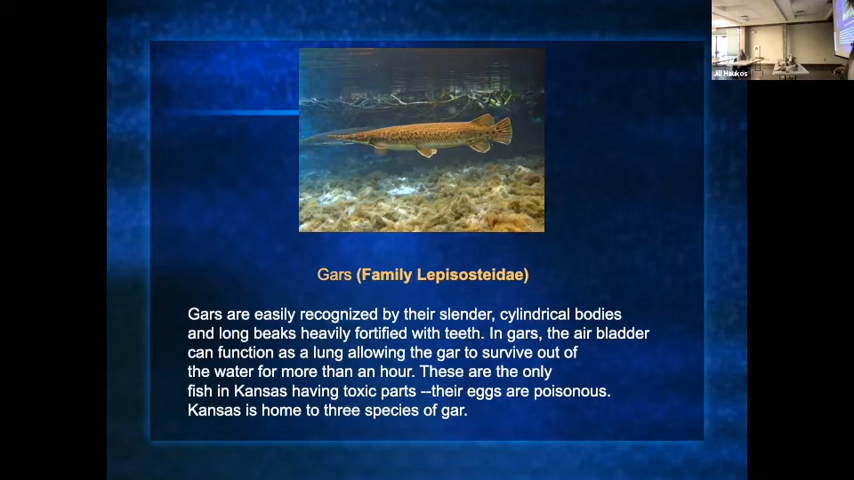 Jill Haukos
Gars (Family Lepisosteidae)
Gars are easily recognized by their slender, cylindrical bodies
and long beaks heavily fortified with teeth. In gars, the air bladder
can function as a lung allowing the gar to survive out of
the water for more than an hour. These are the only
fish in Kansas having toxic parts --their eggs are poisonous.
Kansas is home to three species of gar.